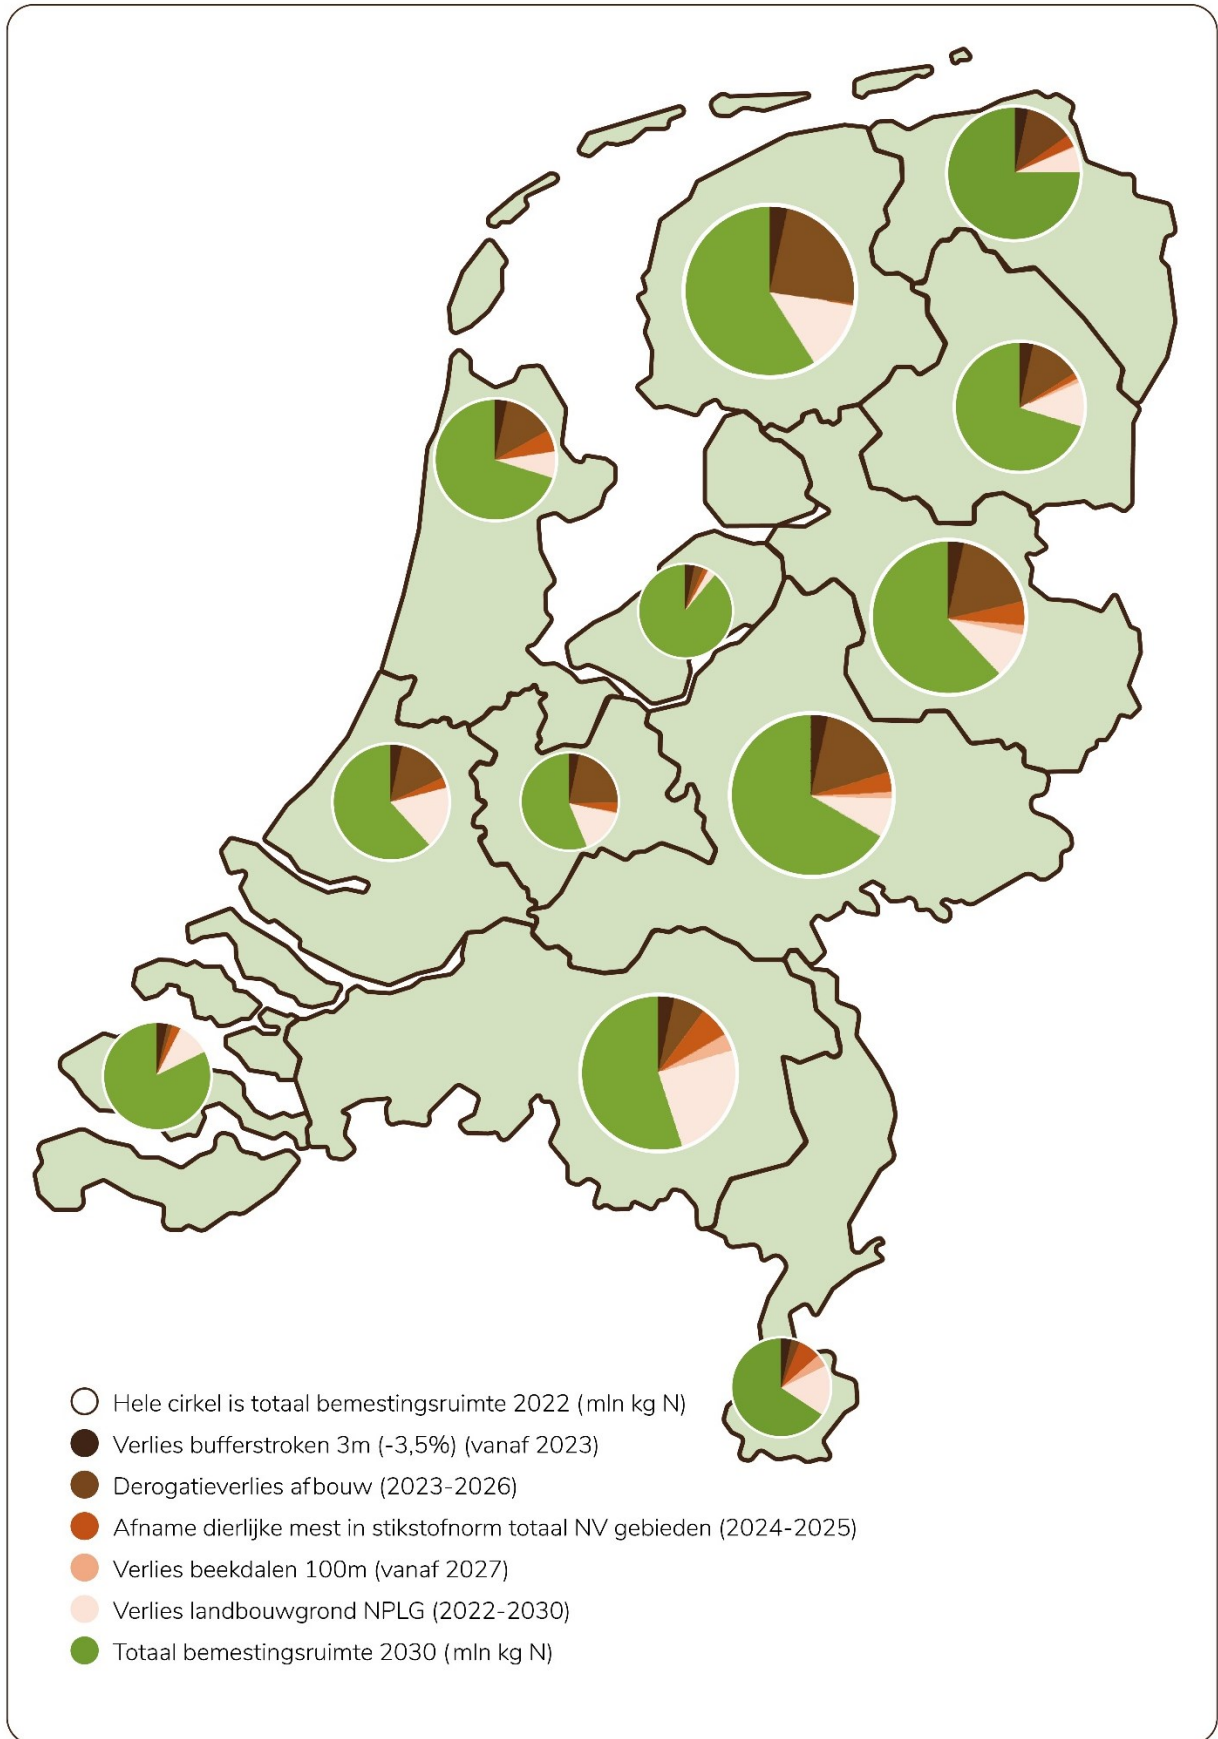 Hele cirkel is totaal bemestingsruimte 2022 (mln kg N)
Verlies bufferstroken 3m (-3,5%) (vanaf 2023)
Derogatieverlies afbouw (2023-2026)
Afname dierlijke mest in stikstofnorm totaal NV gebieden (2024-2025)
Verlies beekdalen 100m (vanaf 2027)
Verlies landbouwgrond NPLG (2022-2030)
Totaal bemestingsruimte 2030 (mln kg N)